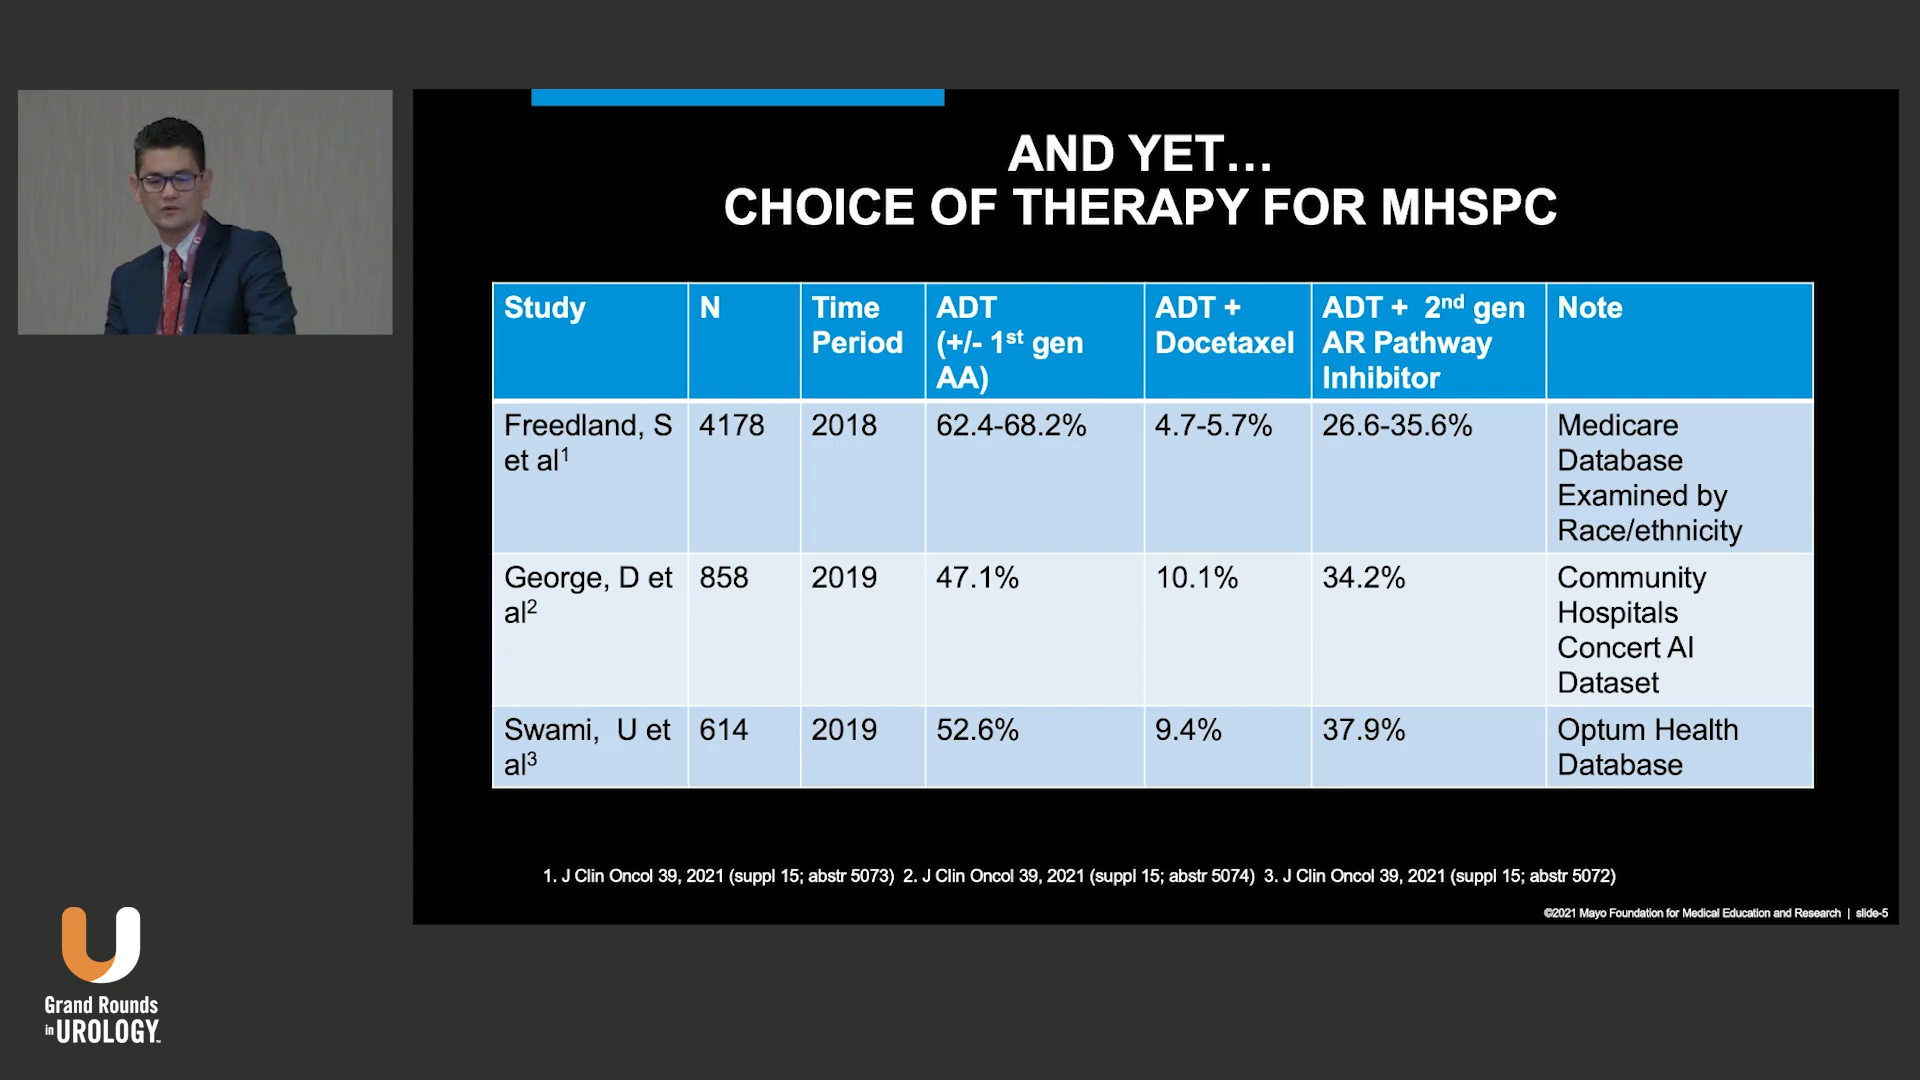 AND YET...
CHOICE OF THERAPY FOR MHSPC
Study
N
Time
Period
ADT
(+/- 1st gen
AA)
ADT +
Docetaxel
ADT + 2nd gen
AR Pathway
Inhibitor
Note
Freedland, S
et al1
4178
2018
62.4-68.2%
4.7-5.7%
26.6-35.6%
Medicare
Database
Examined by
Race/ethnicity
George, D et
al2
858
2019
47.1%
10.1%
34.2%
Community
Hospitals
Concert AI
Dataset
Swami, U et
al3
614
2019
52.6%
9.4%
37.9%
Optum Health
Database
1. J Clin Oncol 39, 2021 (suppl 15; abstr 5073) 2. J Clin Oncol 39, 2021 (suppl 15; abstr 5074) 3. J Clin Oncol 39, 2021 (suppl 15; abstr 5072)
©2021 Mayo Foundation for Medical Education and Research | slide-5
U
Grand Rounds
in UROLOGY™